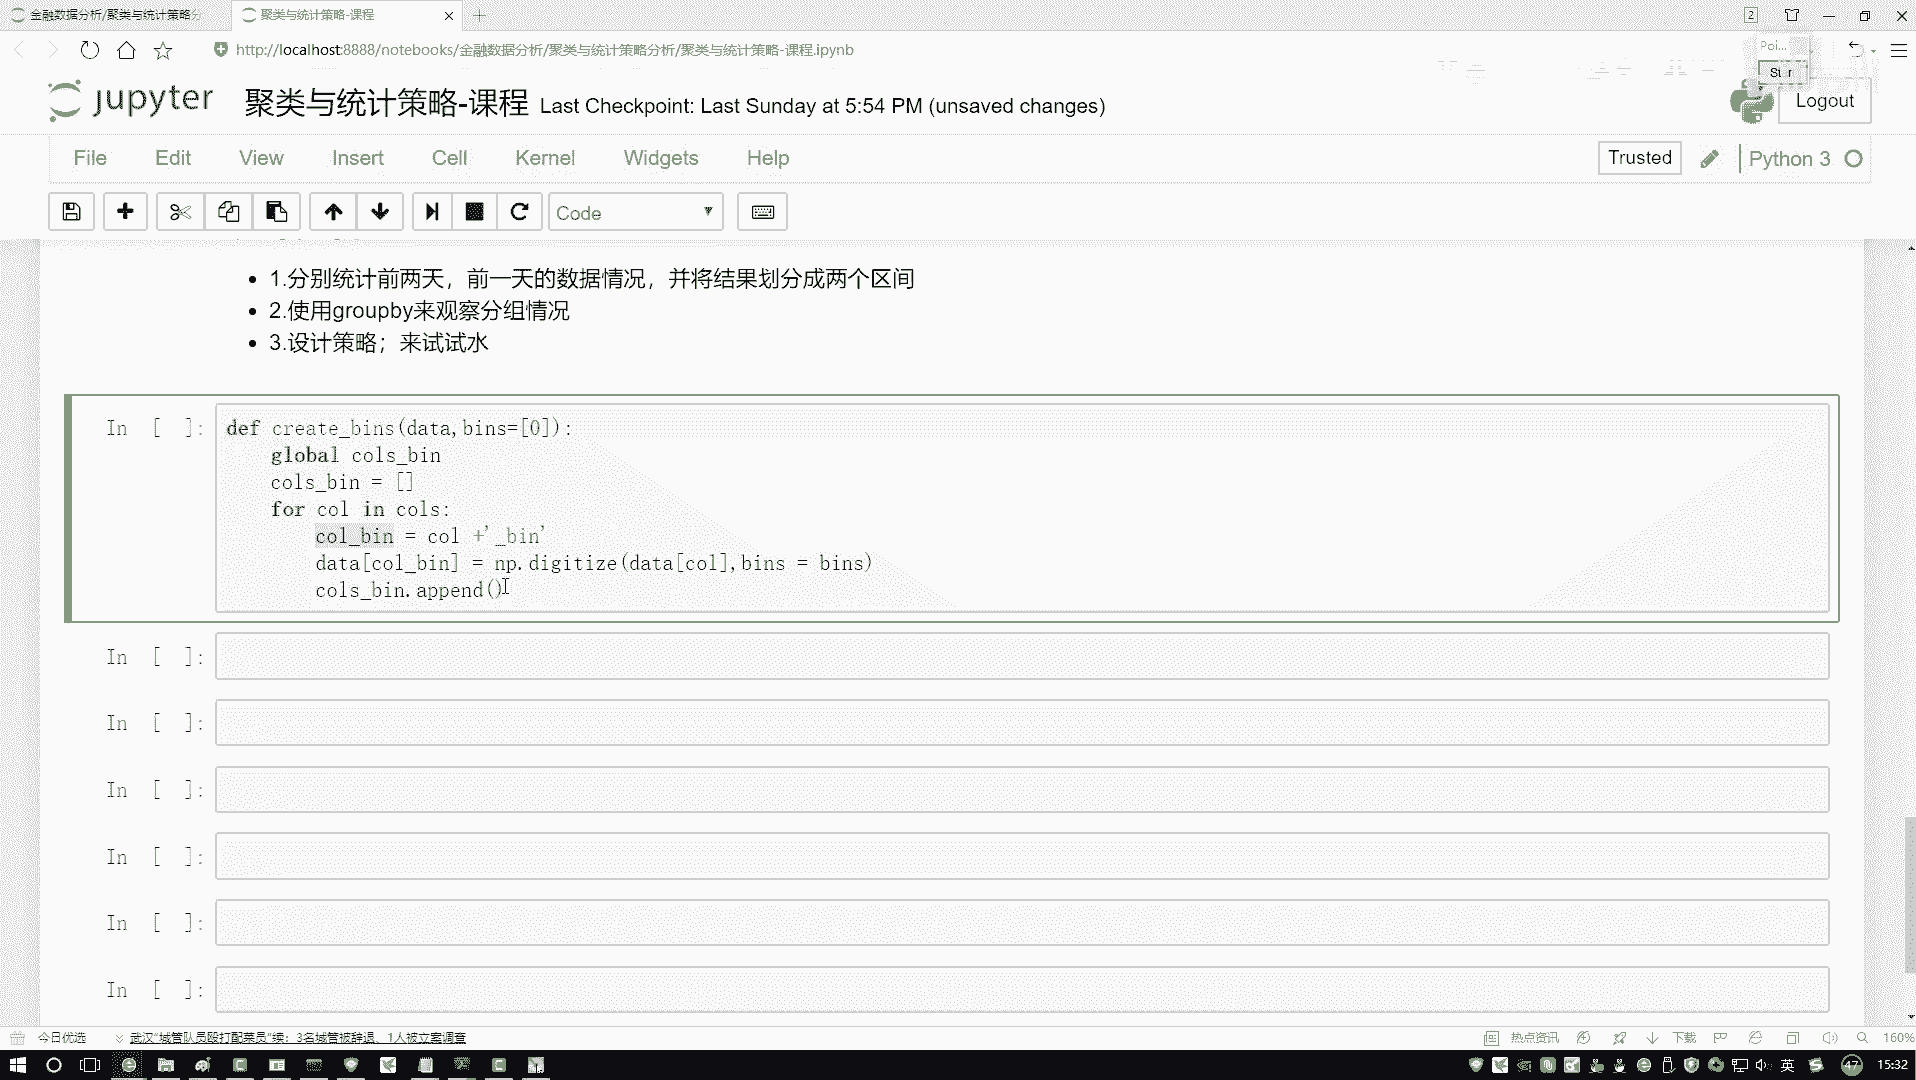 金融数据分析/聚类与统计策略分
聚类与统计策略-课程
2
http://localhost:8888/notebooks/金融数据分析/聚类与统计策略分析/聚类与统计策略-课程.ipynb
Poi...
jupyter 聚类与统计策略-课程 Last Checkpoint: Last Sunday at 5:54 PM (unsaved changes)
Logout
File Edit View Insert Cell Kernel Widgets Help
Trusted
Python 3
Code
1.分别统计前两天，前一天的数据情况，并将结果划分成两个区间
2.使用groupby来观察分组情况
3.设计策略；来试试水
In [ ]:
def create_bins(data,bins=[0]):
global cols_bin
cols_bin = []
for col in cols:
col_bin = col +'_bin'
data[col_bin] = np.digitize(data[col],bins = bins)
cols_bin.append()
In [ ]:
In [ ]:
In [ ]:
In [ ]:
In [ ]:
In [ ]:
今日优选
武汉“城管队员殴打配菜员”续：3名城管被辞退、1人被立案调查
热点资讯
下载
160%
英
47
15:32